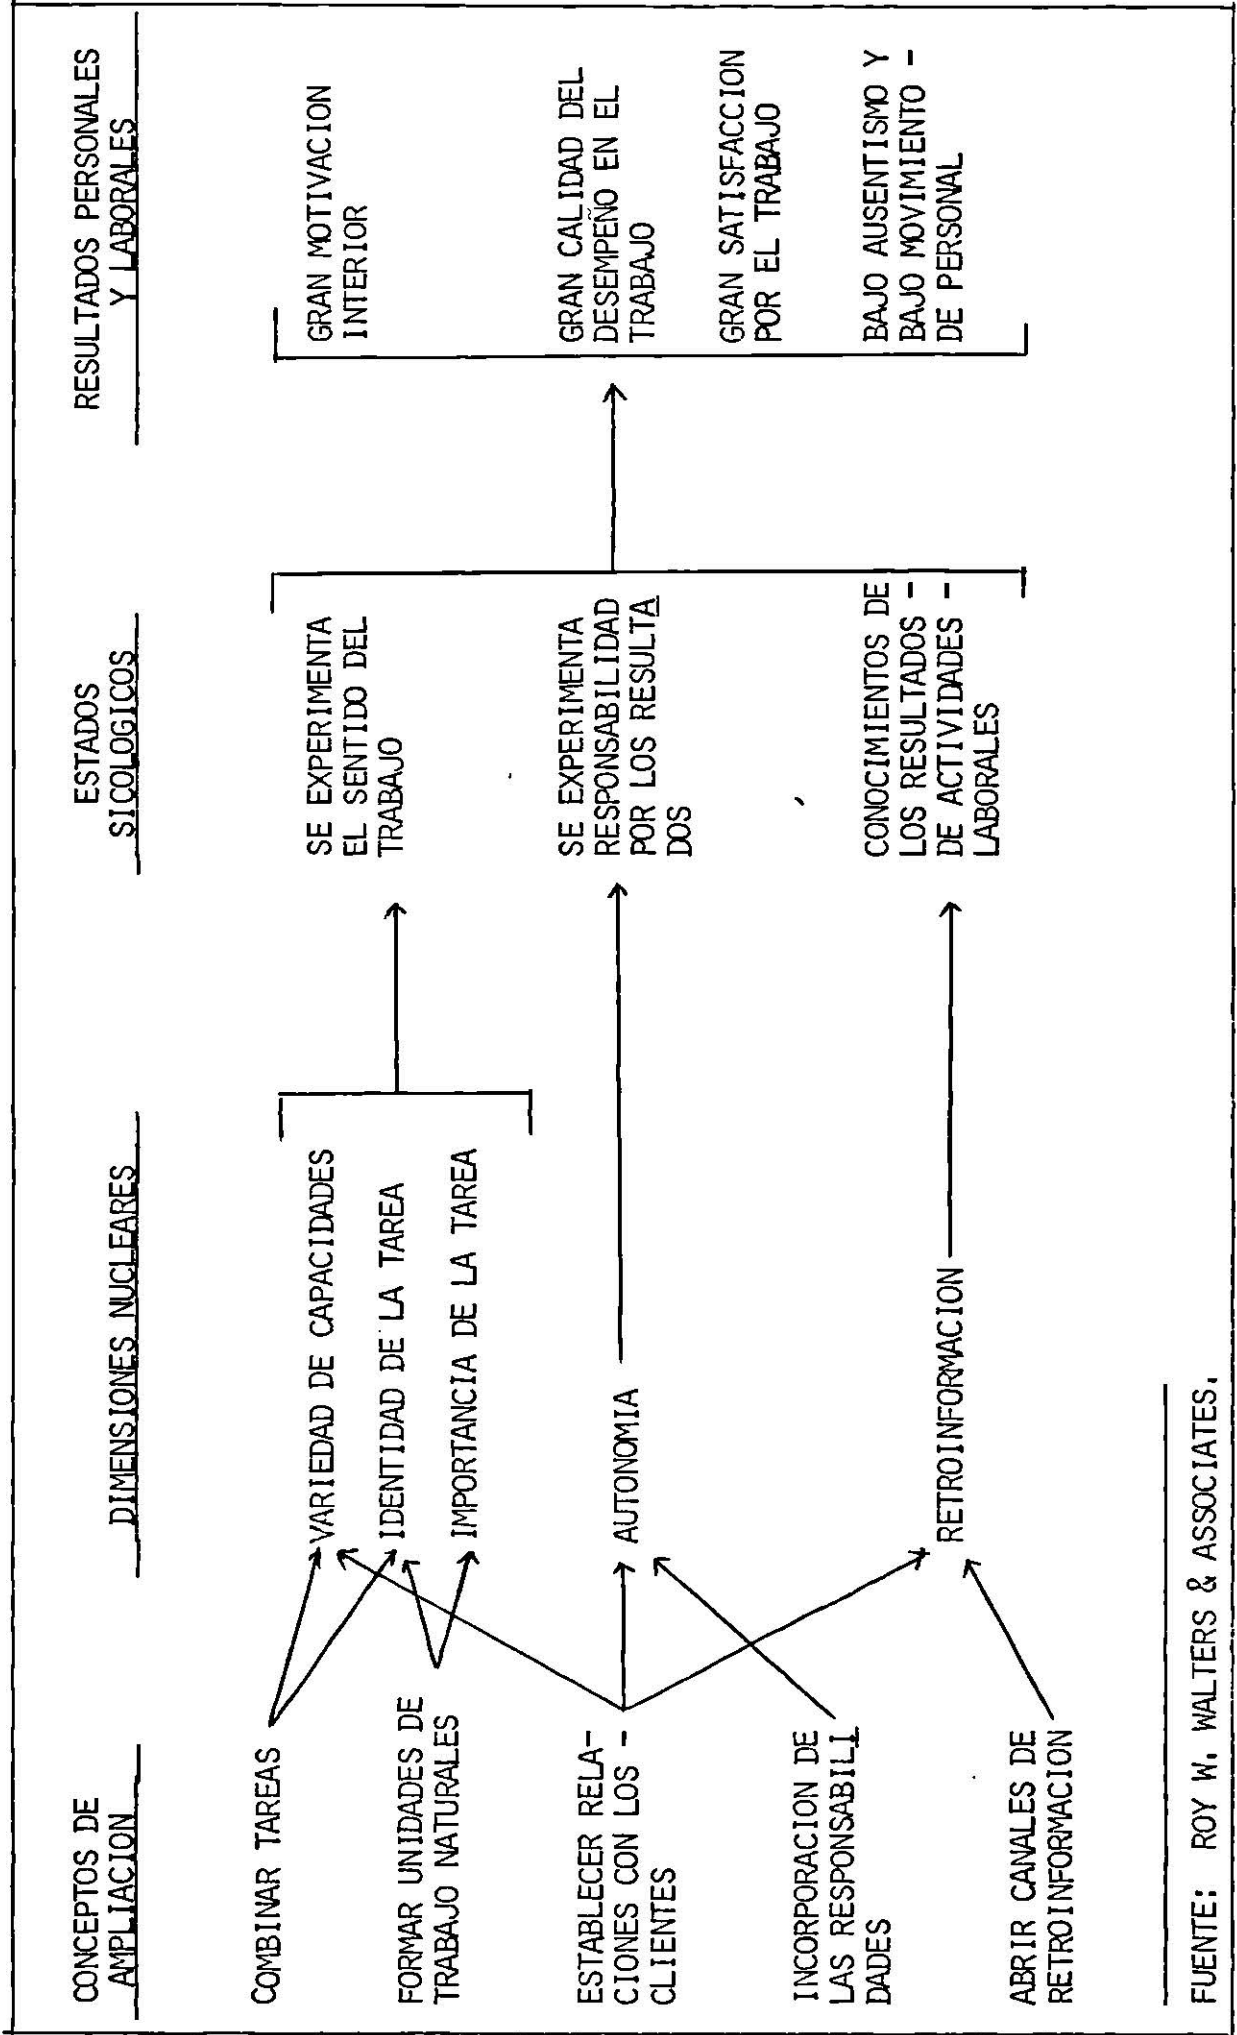 CONCEPTOS DE
AMPLIACION
COMBINAR TAREAS
FORMAR UNIDADES DE
TRABAJO NATURALES
ESTABLECER RELA-
CIONES CON LOS -
CLIENTES
INCORPORACION DE
LAS RESPONSABILI
DADES
ABRIR CANALES DE
RETROINFORMACION
DIMENSIONES NUCLEARES
VARIEDAD DE CAPACIDADES
IDENTIDAD DE LA TAREA
IMPORTANCIA DE LA TAREA
AUTONOMIA
RETROINFORMACION
ESTADOS
SICOLOGICOS
SE EXPERIMENTA
EL SENTIDO DEL
TRABAJO
SE EXPERIMENTA
RESPONSABILIDAD
POR LOS RESULTA
DOS
CONOCIMIENTOS DE
LOS RESULTADOS -
DE ACTIVIDADES -
LABORALES
RESULTADOS PERSONALES
Y LABORALES
GRAN MOTIVACION
INTERIOR
GRAN CALIDAD DEL
DESEMPEÑO EN EL
TRABAJO
GRAN SATISFACCION
POR EL TRABAJO
BAJO AUSENTISMO Y
BAJO MOVIMIENTO -
DE PERSONAL
FUENTE: ROY W. WALTERS & ASSOCIATES.